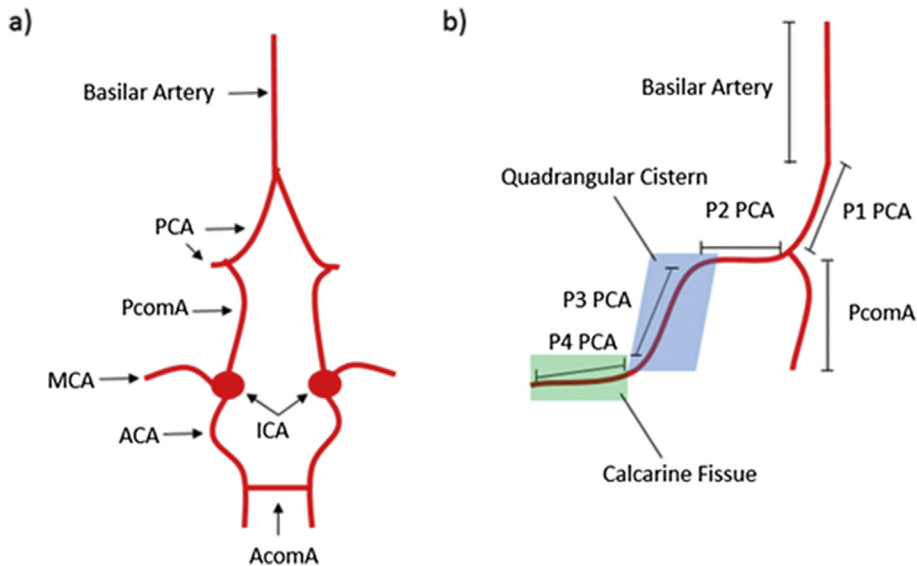 a)
Basilar Artery
PCA
PcomA
MCA
ICA
ACA
AcomA
b)
Basilar Artery
Quadrangular Cistern
P2 PCA
P1 PCA
P3 PCA
PcomA
P4 PCA
Calcarine Fissue